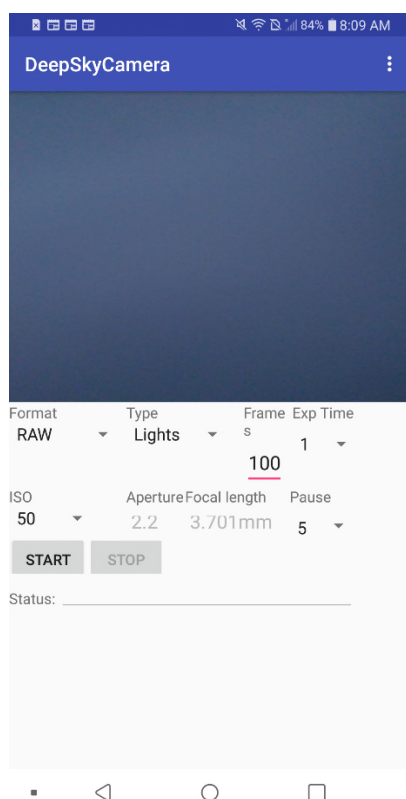 84% 8:09 AM
DeepSkyCamera
Format Type Frame Exp Time
s
RAW Lights 1
100
ISO Aperture Focal length Pause
50 2.2 3.701mm 5
START STOP
Status: